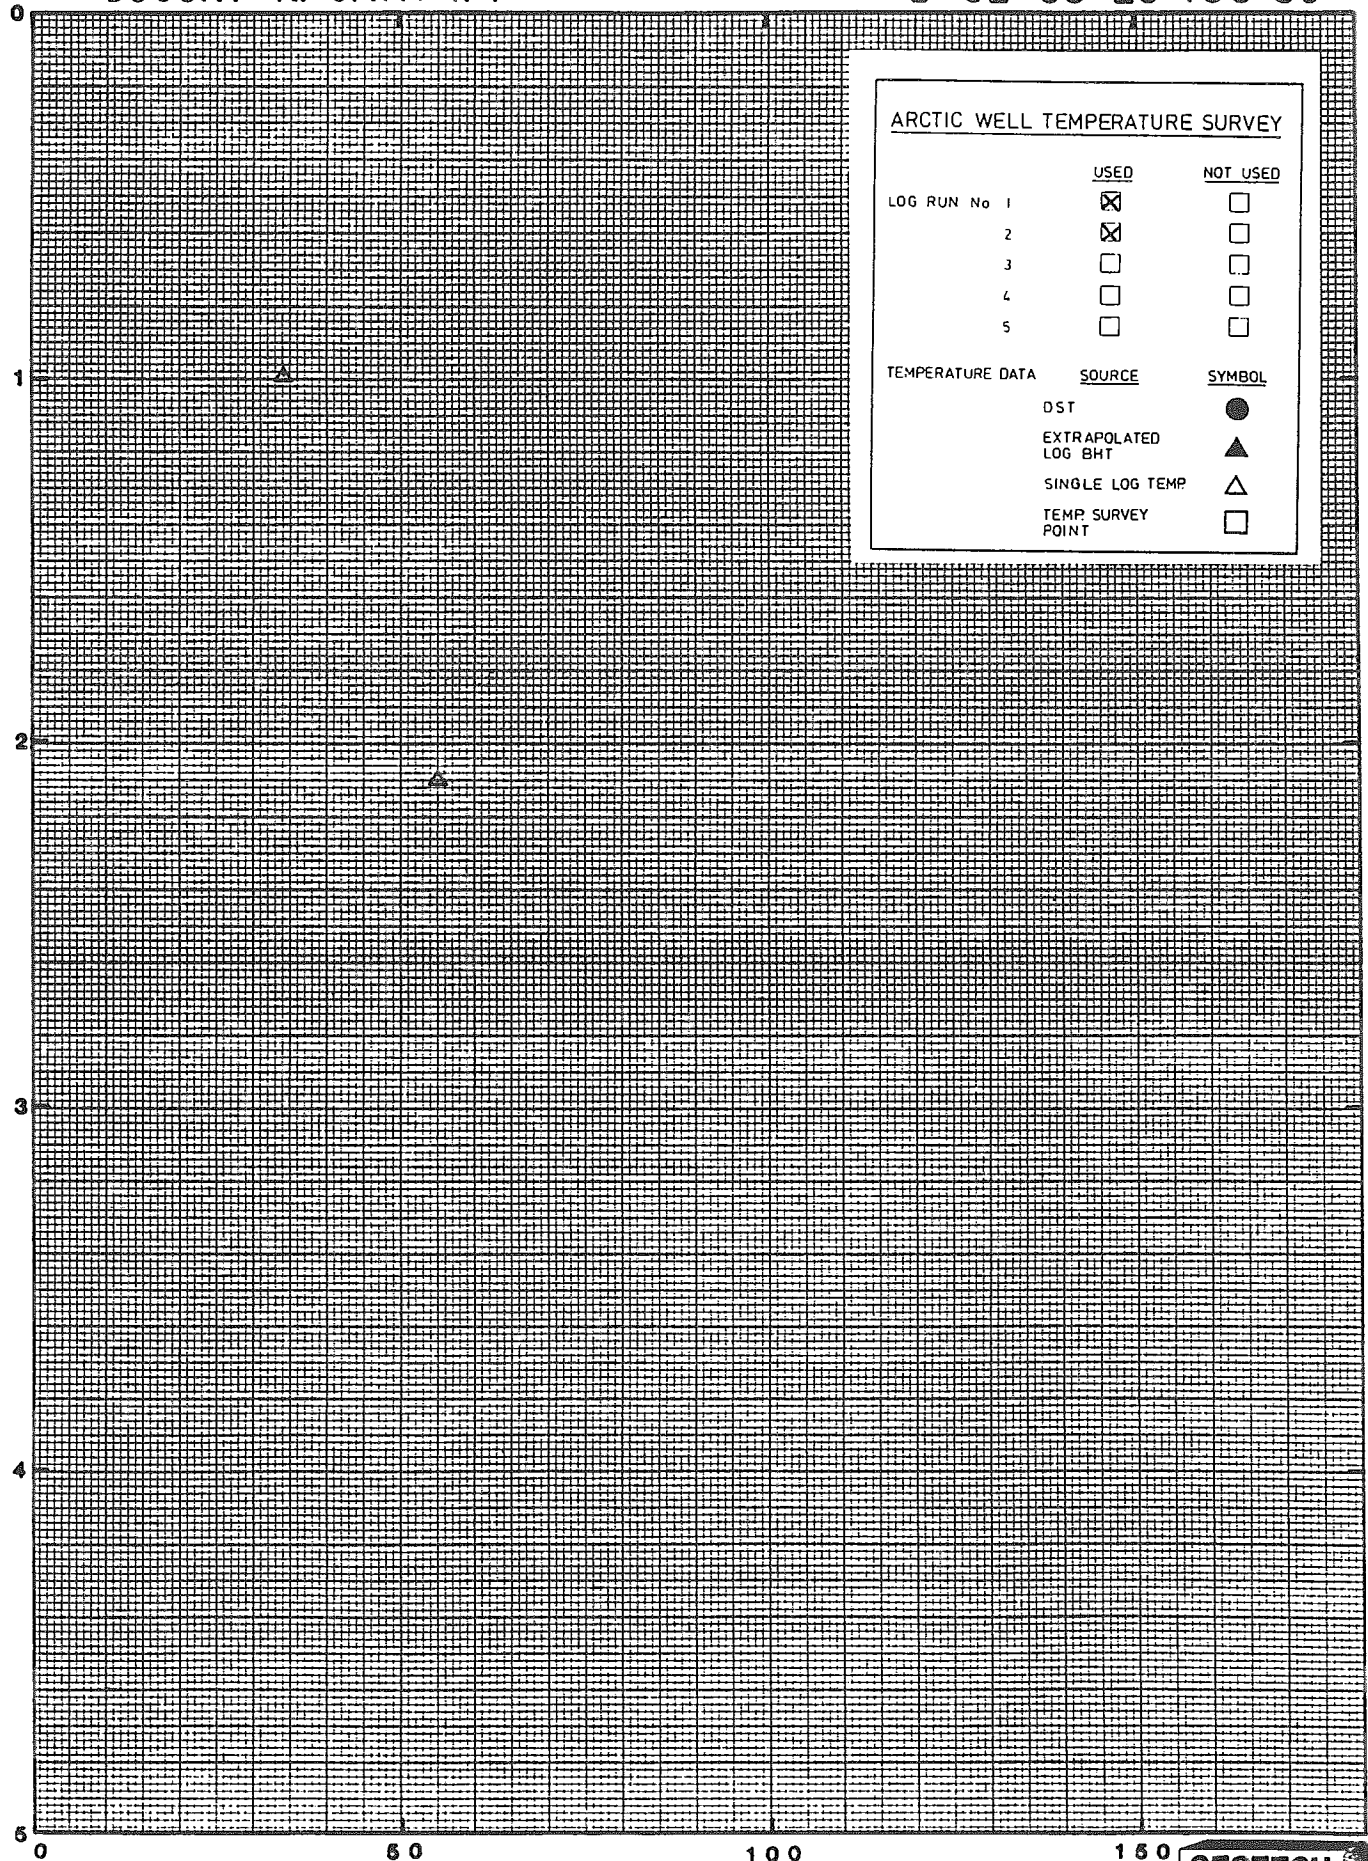 0
ARCTIC WELL TEMPERATURE SURVEY
USED NOT USED
LOG RUN No 1
2
3
4
5
TEMPERATURE DATA SOURCE SYMBOL
DST
EXTRAPOLATED
LOG BHT
SINGLE LOG TEMP.
TEMP. SURVEY
POINT
1
2
3
4
5
0 50 100 150